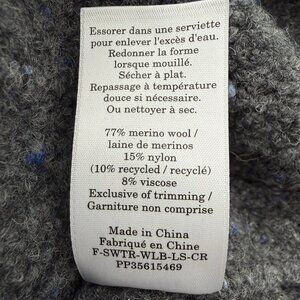 Essorer dans une serviette
pour enlever l'excès d'eau.
Redonner la forme
lorsque mouillé.
Sécher à plat.
Repassage à température
douce si nécessaire.
Ou nettoyer à sec.
77% merino wool /
laine de merinos
15% nylon
(10% recycled / recyclé)
8% viscose
Exclusive of trimming /
Garniture non comprise
Made in China
Fabriqué en Chine
F-SWTR-WLB-LS-CR
PP35615469